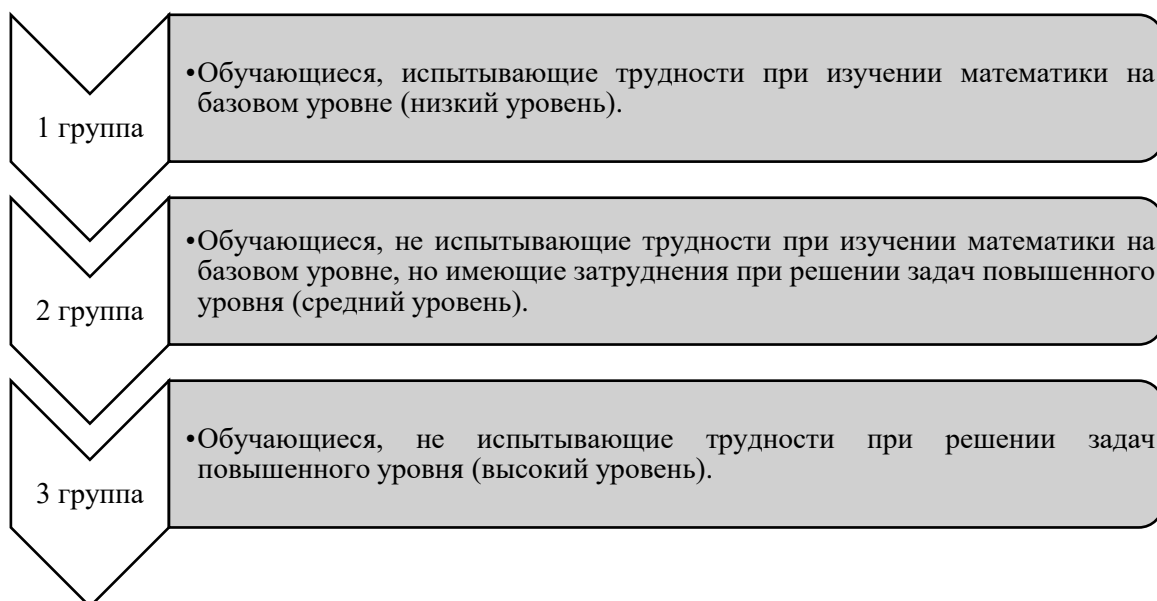 1 группа
•Обучающиеся, испытывающие трудности при изучении математики на
базовом уровне (низкий уровень).
2 группа
•Обучающиеся, не испытывающие трудности при изучении математики на
базовом уровне, но имеющие затруднения при решении задач повышенного
уровня (средний уровень).
3 группа
•Обучающиеся, не испытывающие трудности при решении задач
повышенного уровня (высокий уровень).